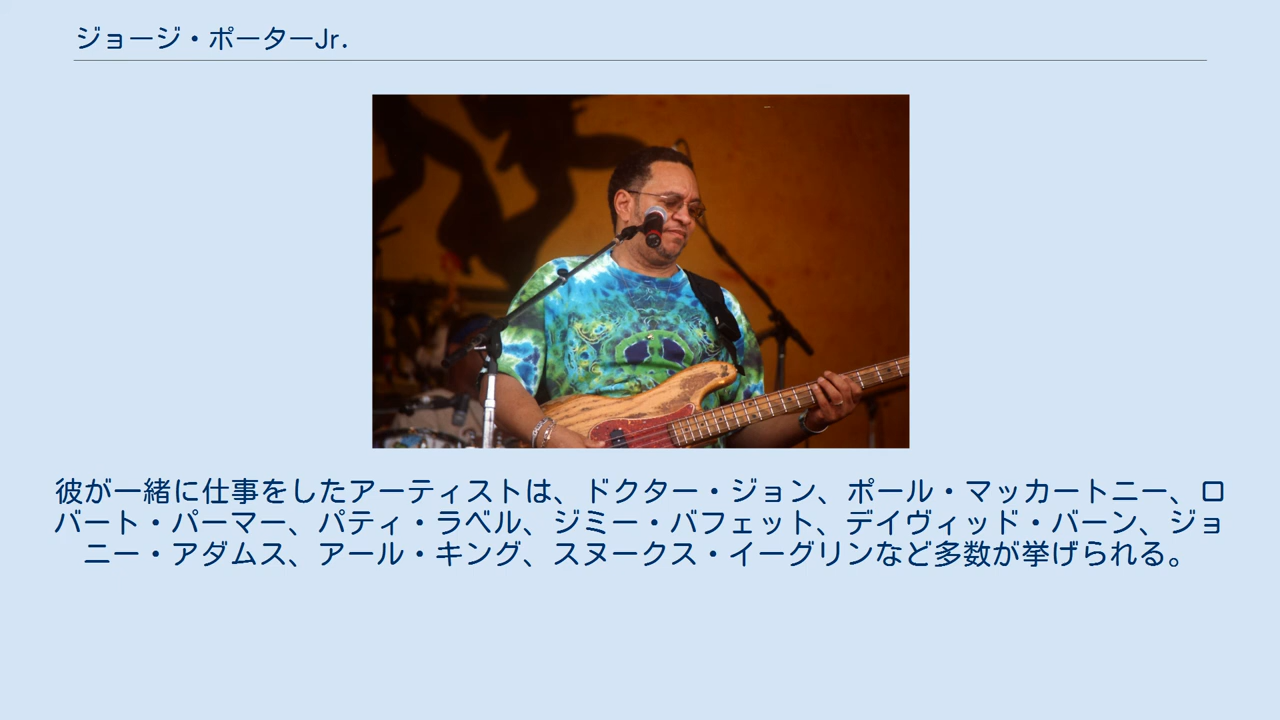 ジョージ・ポーターJr.
彼が一緒に仕事をしたアーティストは、ドクター・ジョン、ポール・マッカートニー、ロ
バート・パーマー、パティ・ラベル、ジミー・バフェット、デイヴィッド・バーン、ジョ
ニー・アダムス、アール・キング、スヌークス・イーグリンなど多数が挙げられる。